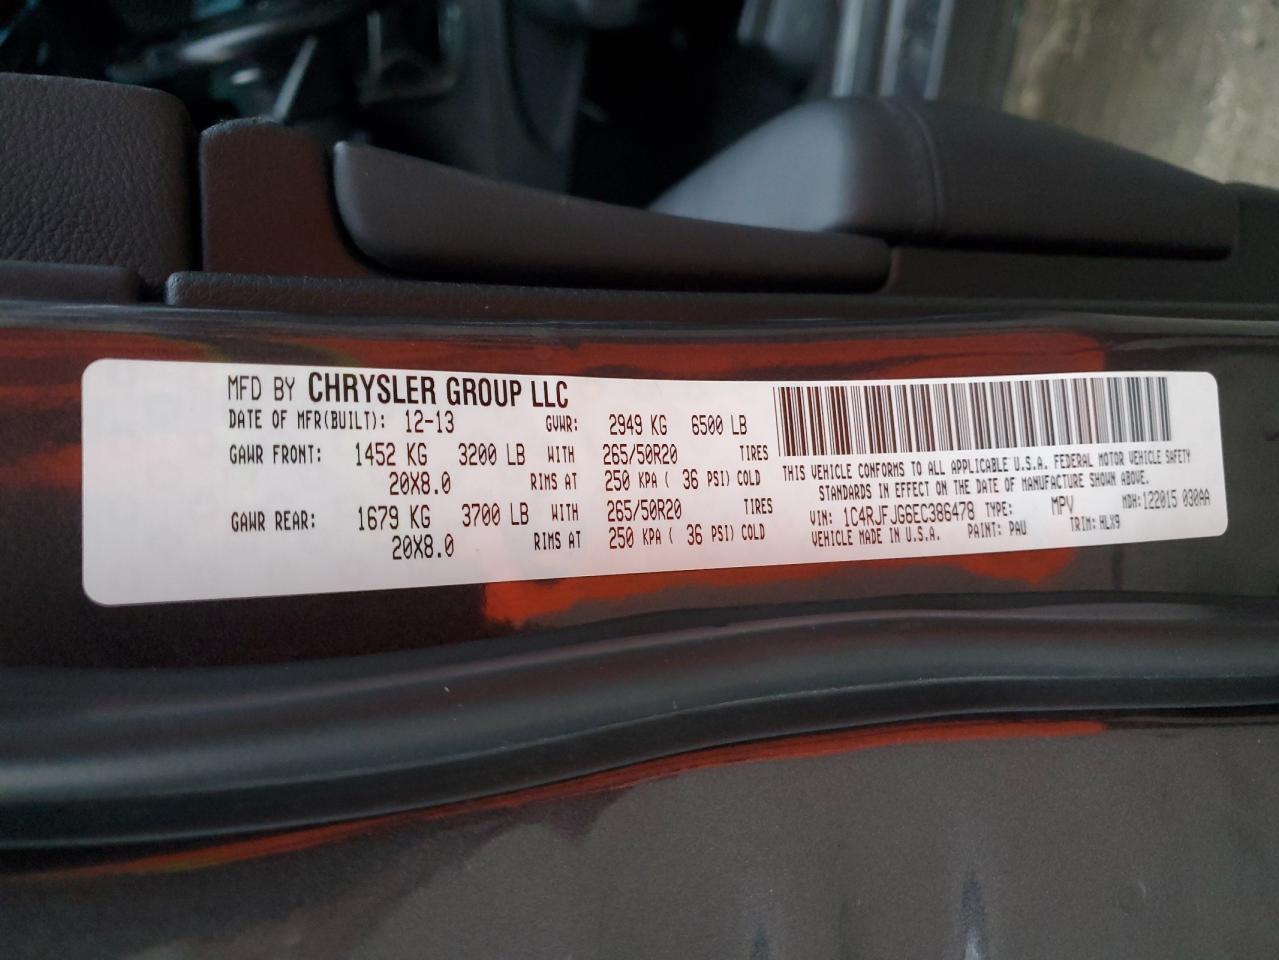 MFD BY CHRYSLER GROUP LLC
DATE OF MFR(BUILT): 12-13 GVWR: 2949 KG 6500 LB
GAWR FRONT: 1452 KG 3200 LB WITH 265/50R20 TIRES
20X8.0 RIMS AT 250 KPA ( 36 PSI) COLD
GAWR REAR: 1679 KG 3700 LB WITH 265/50R20 TIRES
20X8.0 RIMS AT 250 KPA ( 36 PSI) COLD
THIS VEHICLE CONFORMS TO ALL APPLICABLE U.S.A. FEDERAL MOTOR VEHICLE SAFETY
STANDARDS IN EFFECT ON THE DATE OF MANUFACTURE SHOWN ABOVE.
VIN: 1C4RJFJG6EC386478 TYPE: MPV MDH: 122015 030AA
VEHICLE MADE IN U.S.A. PAINT: PAU TRIM: HLX9